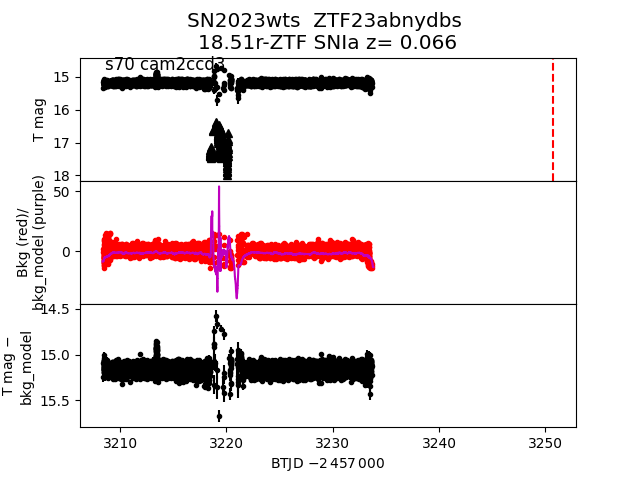 SN2023wts  ZTF23abnydbs
18.51r-ZTF SNIa z= 0.066
s70 cam2ccd3
T mag
15
16
17
18
Bkg (red)/
bkg_model (purple)
50
0
T mag −
bkg_model
14.5
15.0
15.5
3210 3220 3230 3240 3250
BTJD −2 457 000